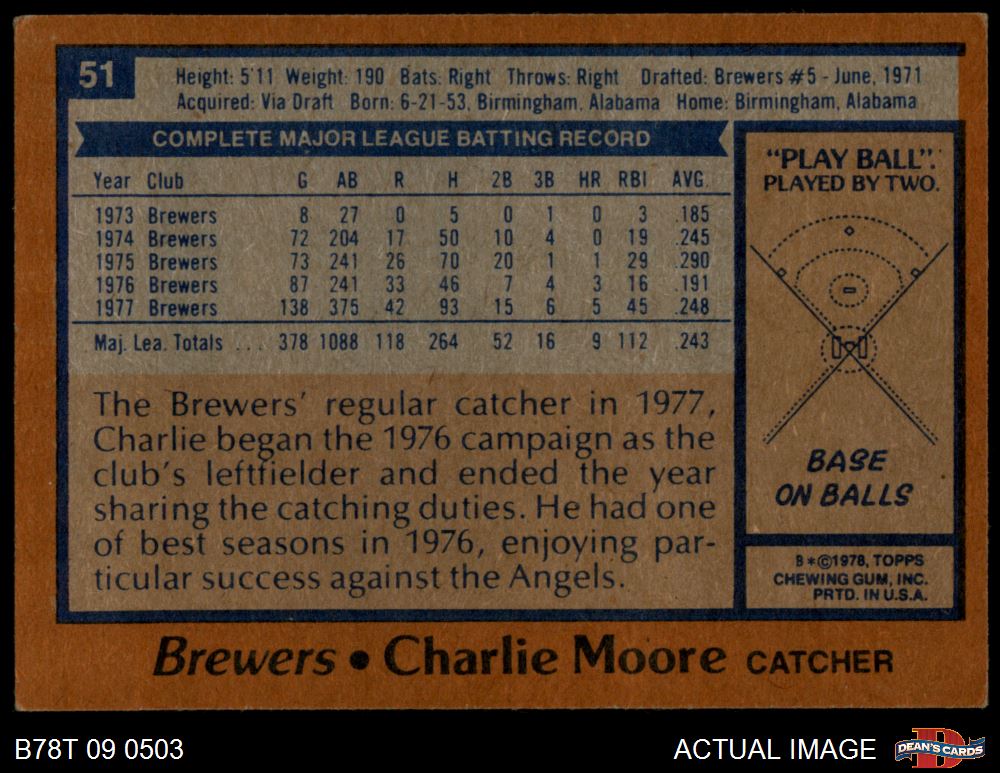 51
Height: 5'11 Weight: 190 Bats: Right Throws: Right Drafted: Brewers #5 - June, 1971
Acquired: Via Draft Born: 6-21-53, Birmingham, Alabama Home: Birmingham, Alabama
COMPLETE MAJOR LEAGUE BATTING RECORD
Year Club G AB R H 2B 3B HR RBI AVG.
1973 Brewers 8 27 0 5 0 1 0 3 .185
1974 Brewers 72 204 17 50 10 4 0 19 .245
1975 Brewers 73 241 26 70 20 1 1 29 .290
1976 Brewers 87 241 33 46 7 4 3 16 .191
1977 Brewers 138 375 42 93 15 6 5 45 .248
Maj. Lea. Totals ... 378 1088 118 264 52 16 9 112 .243
The Brewers' regular catcher in 1977,
Charlie began the 1976 campaign as the
club's leftfielder and ended the year
sharing the catching duties. He had one
of best seasons in 1976, enjoying par-
ticular success against the Angels.
"PLAY BALL".
PLAYED BY TWO.
BASE
ON BALLS
B*©1978, TOPPS
CHEWING GUM, INC.
PRTD. IN U.S.A.
Brewers • Charlie Moore CATCHER
B78T 09 0503
ACTUAL IMAGE
DEAN'S CARDS